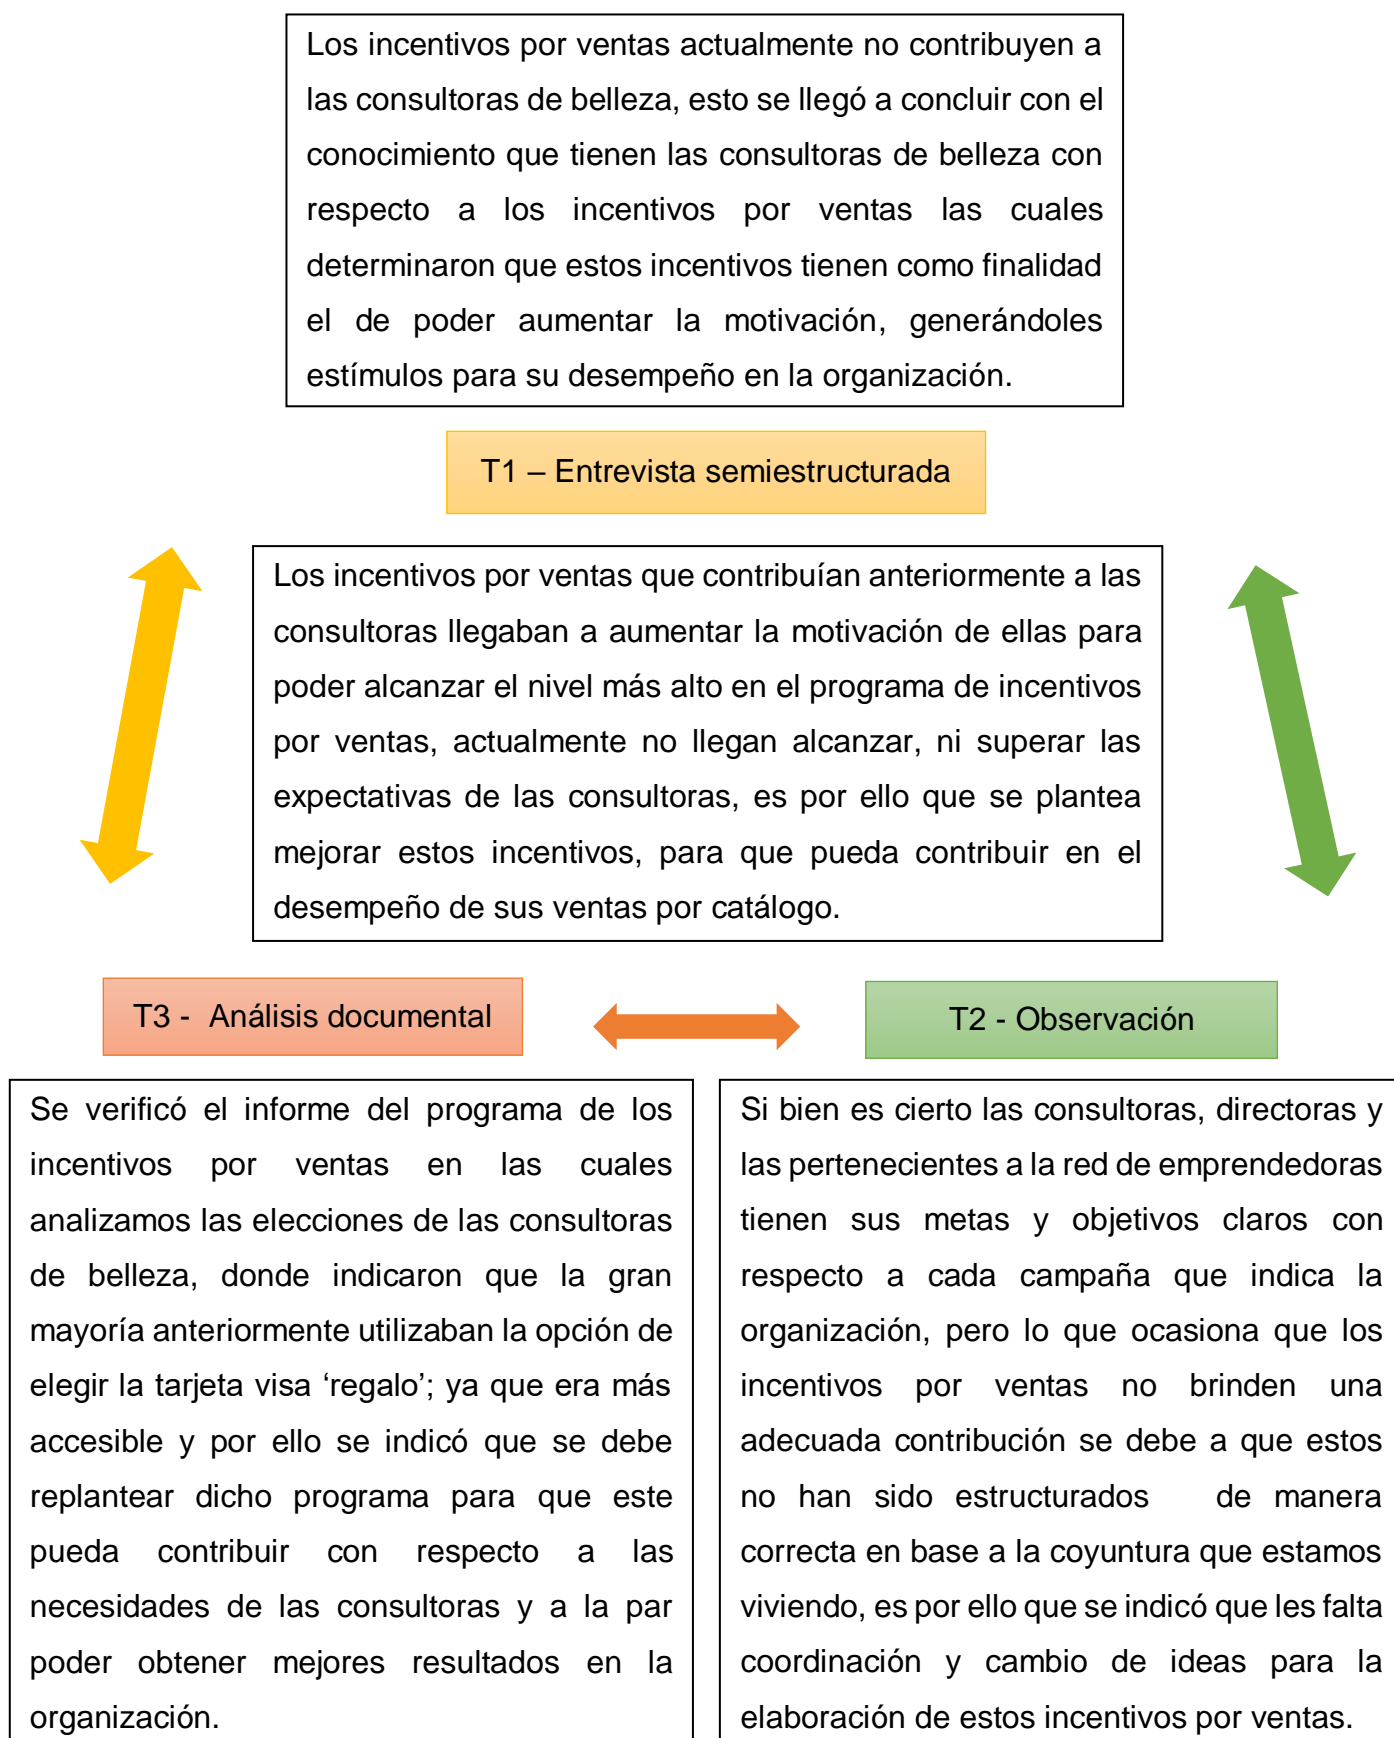 Los incentivos por ventas actualmente no contribuyen a
las consultoras de belleza, esto se llegó a concluir con el
conocimiento que tienen las consultoras de belleza con
respecto a los incentivos por ventas las cuales
determinaron que estos incentivos tienen como finalidad
el de poder aumentar la motivación, generándoles
estímulos para su desempeño en la organización.
T1 – Entrevista semiestructurada
Los incentivos por ventas que contribuían anteriormente a las
consultoras llegaban a aumentar la motivación de ellas para
poder alcanzar el nivel más alto en el programa de incentivos
por ventas, actualmente no llegan alcanzar, ni superar las
expectativas de las consultoras, es por ello que se plantea
mejorar estos incentivos, para que pueda contribuir en el
desempeño de sus ventas por catálogo.
T3 - Análisis documental
T2 - Observación
Se verificó el informe del programa de los
incentivos por ventas en las cuales
analizamos las elecciones de las consultoras
de belleza, donde indicaron que la gran
mayoría anteriormente utilizaban la opción de
elegir la tarjeta visa ‘regalo’; ya que era más
accesible y por ello se indicó que se debe
replantear dicho programa para que este
pueda contribuir con respecto a las
necesidades de las consultoras y a la par
poder obtener mejores resultados en la
organización.
Si bien es cierto las consultoras, directoras y
las pertenecientes a la red de emprendedoras
tienen sus metas y objetivos claros con
respecto a cada campaña que indica la
organización, pero lo que ocasiona que los
incentivos por ventas no brinden una
adecuada contribución se debe a que estos
no han sido estructurados de manera
correcta en base a la coyuntura que estamos
viviendo, es por ello que se indicó que les falta
coordinación y cambio de ideas para la
elaboración de estos incentivos por ventas.